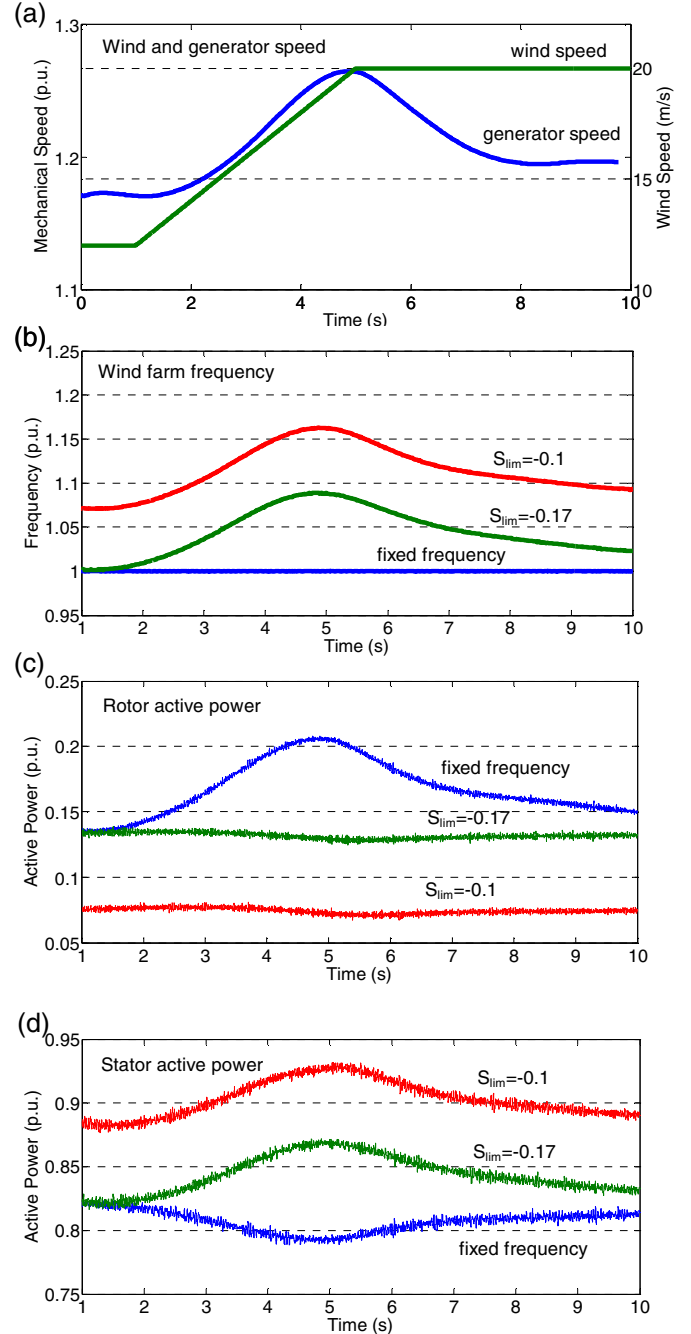 (a)
1.3
Wind and generator speed
wind speed
20
Mechanical Speed (p.u.)
1.2
generator speed
Wind Speed (m/s)
15
1.1
10
0 2 4 6 8 10
Time (s)
(b)
1.25
Wind farm frequency
1.2
1.15
Slim=-0.1
Frequency (p.u.)
1.1
Slim=-0.17
1.05
fixed frequency
1
0.95
1 2 3 4 5 6 7 8 9 10
Time (s)
(c)
0.25
Rotor active power
0.2
fixed frequency
Active Power (p.u.)
0.15
Slim=-0.17
0.1
Slim=-0.1
0.05
1 2 3 4 5 6 7 8 9 10
Time (s)
(d)
0.95
Stator active power
Slim=-0.1
0.9
Active Power (p.u.)
Slim=-0.17
0.85
0.8
fixed frequency
0.75
1 2 3 4 5 6 7 8 9 10
Time (s)